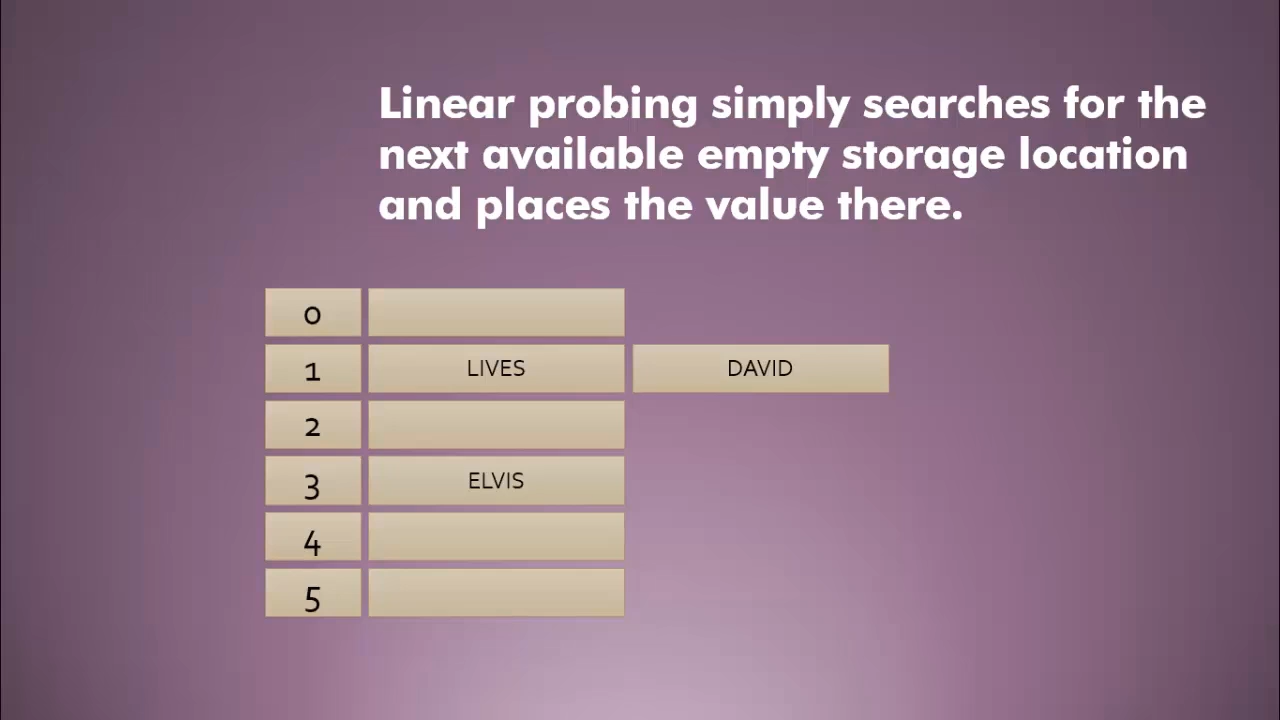 Linear probing simply searches for the
next available empty storage location
and places the value there.
0
1 LIVES DAVID
2
3 ELVIS
4
5